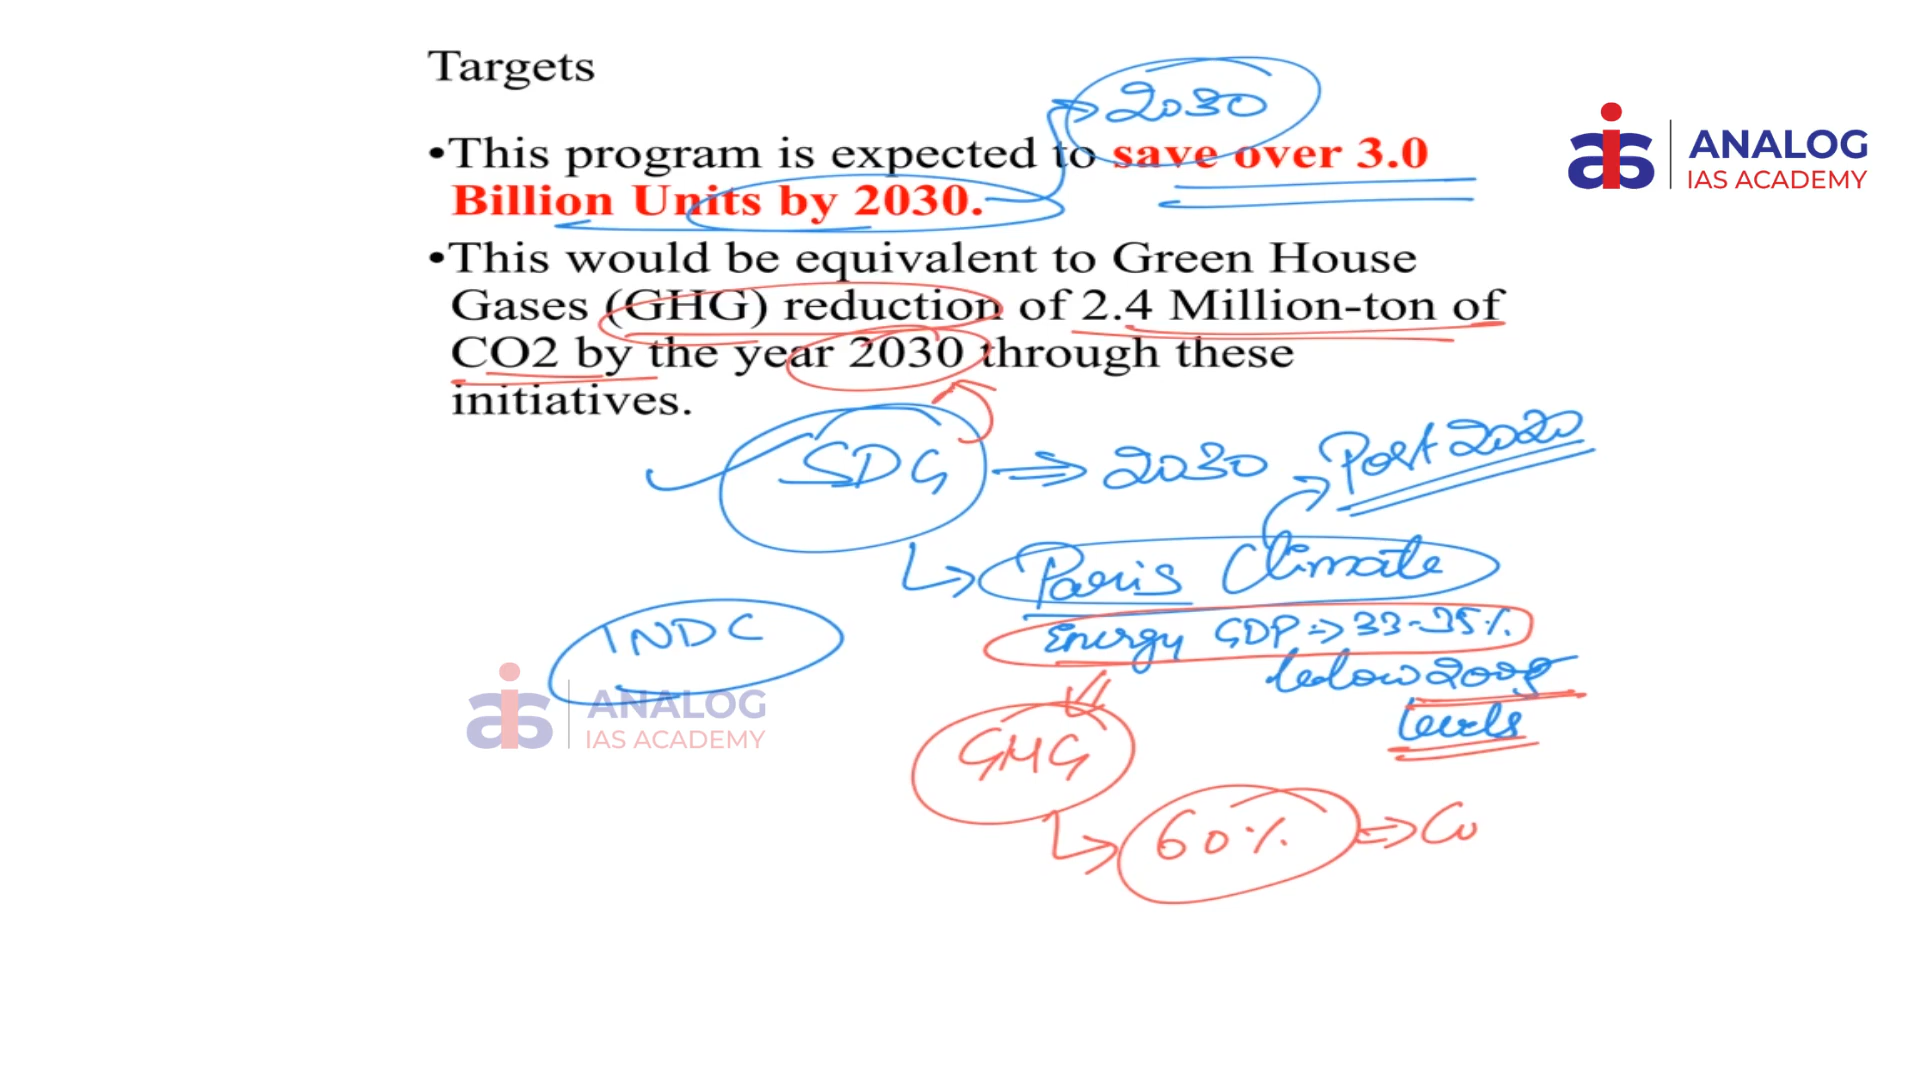 Targets
2030
•This program is expected to save over 3.0
Billion Units by 2030.
ANALOG
IAS ACADEMY
•This would be equivalent to Green House
Gases (GHG) reduction of 2.4 Million-ton of
CO2 by the year 2030 through these
initiatives.
SDG ⇒ 2030
Post 2020
Paris Climate
INDC
Energy GDP ⇒ 33-35%
below 2005
levels
ANALOG
IAS ACADEMY
GHG
60% ⇒ Co